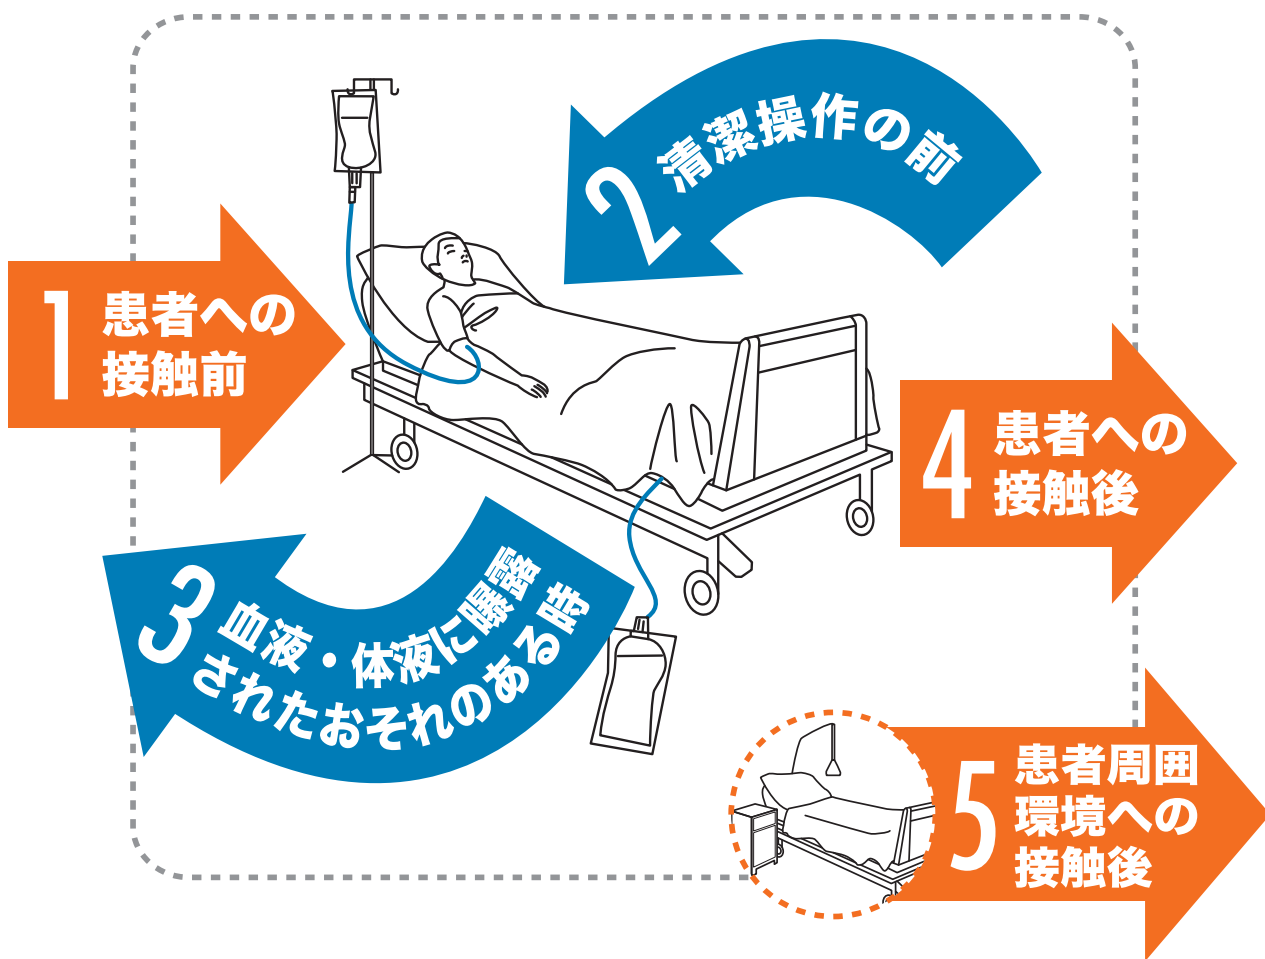 1
患者への
接触前
2
清潔操作の前
3
血液・体液に曝露
されたおそれのある時
4
患者への
接触後
5
患者周囲
環境への
接触後